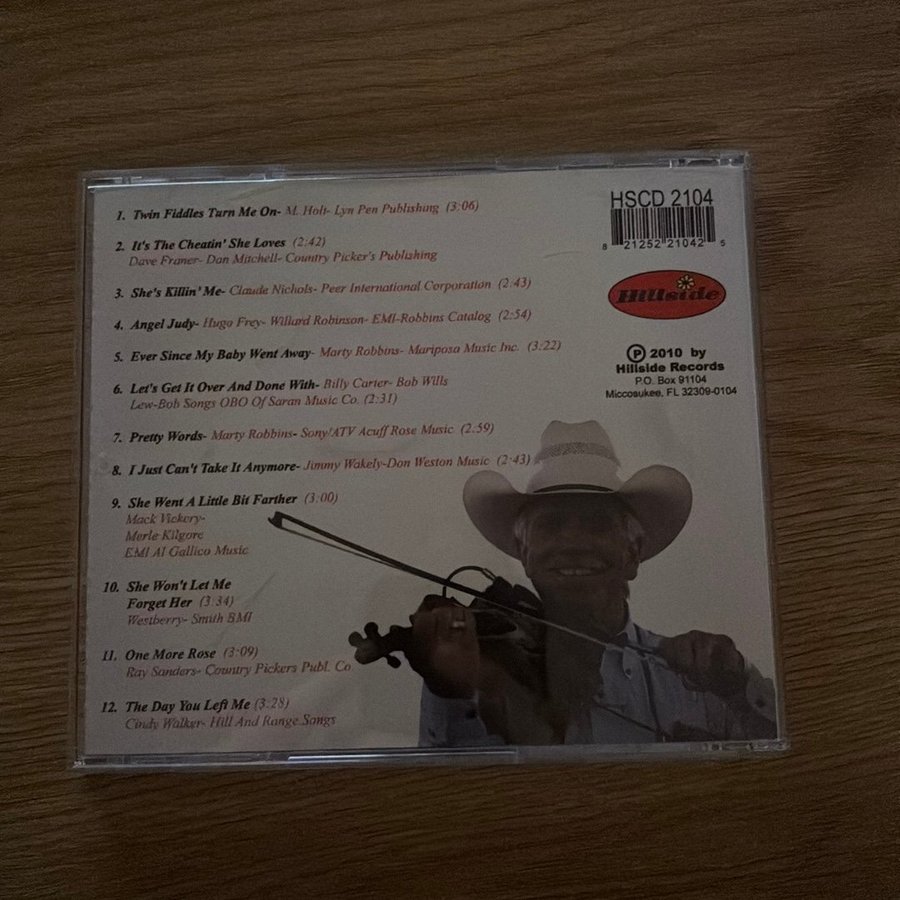 1. Twin Fiddles Turn Me On- M. Holt- Lyn Pen Publishing (3:06)
2. It's The Cheatin' She Loves (2:42)
Dave Framer- Don Mitchell- Country Picker's Publishing
3. She's Killin' Me- Claude Nichols- Peer International Corporation (2:43)
4. Angel Judy- Hugo Frey- Willard Robinson- EMI-Robbins Catalog (2:54)
5. Ever Since My Baby Went Away- Marty Robbins- Mariposa Music Inc. (3:22)
6. Let's Get It Over And Done With- Billy Carter- Bob Wills
Lew-Bob Songs OBO Of Saran Music Co. (2:31)
7. Pretty Words- Marty Robbins- Sony/ATV Acuff Rose Music (2:59)
8. I Just Can't Take It Anymore- Jimmy Wakely-Don Weston Music (2:43)
9. She Went A Little Bit Farther (3:00)
Mack Vickery-
Merle Kilgore
EMI Al Gallico Music
10. She Won't Let Me
Forget Her (3:34)
Westberry- Smith BMI
11. One More Rose (3:09)
Ray Sanders- Country Pickers Publ. Co
12. The Day You Left Me (3:28)
Cindy Walker- Hill And Range Songs
HSCD 2104
8 21252 21042 5
Hillside
℗ 2010 by
Hillside Records
P.O. Box 91104
Miccosukee, FL 32309-0104